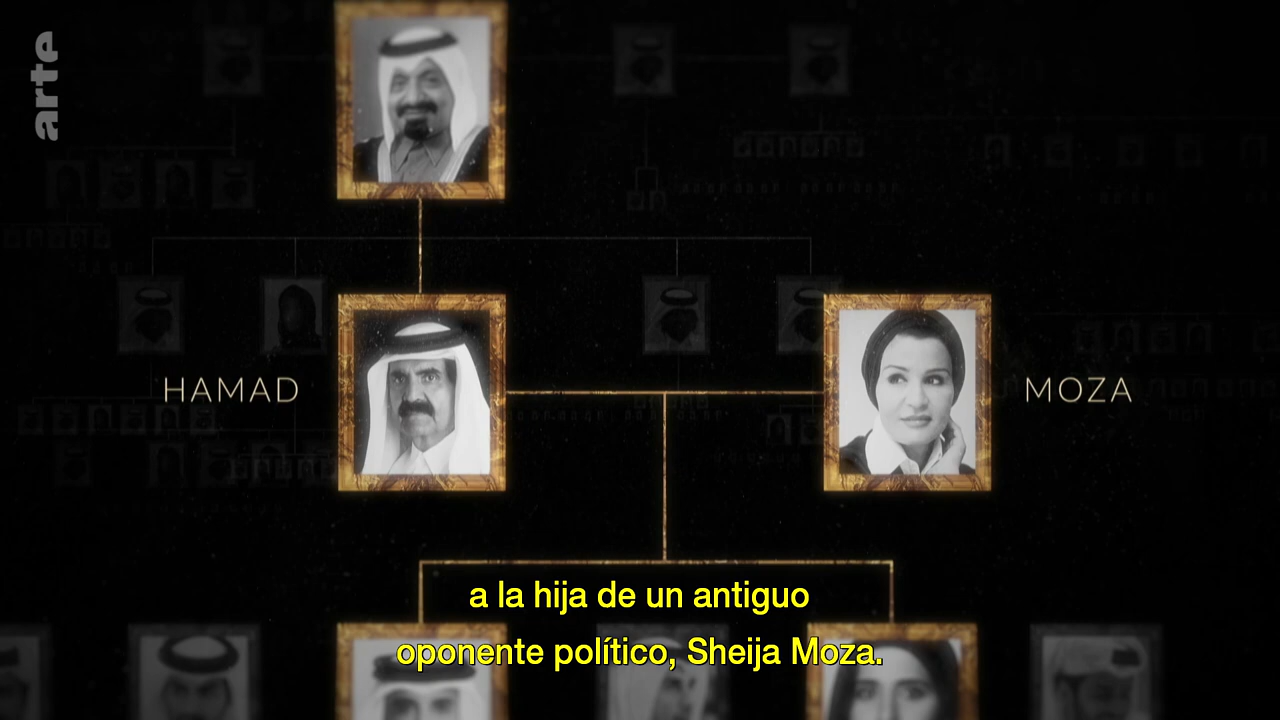 arte
HAMAD
MOZA
a la hija de un antiguo
oponente político, Sheija Moza.